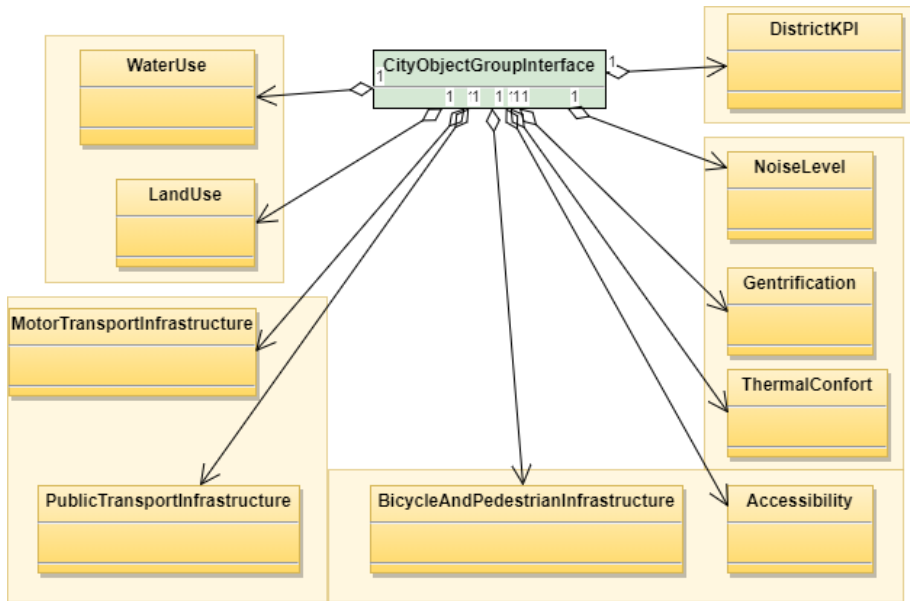 DistrictKPI
WaterUse
CityObjectGroupInterface
1
1
1
1
1
1
1
1
1
NoiseLevel
LandUse
Gentrification
MotorTransportInfrastructure
ThermalConfort
PublicTransportInfrastructure
BicycleAndPedestrianInfrastructure
Accessibility